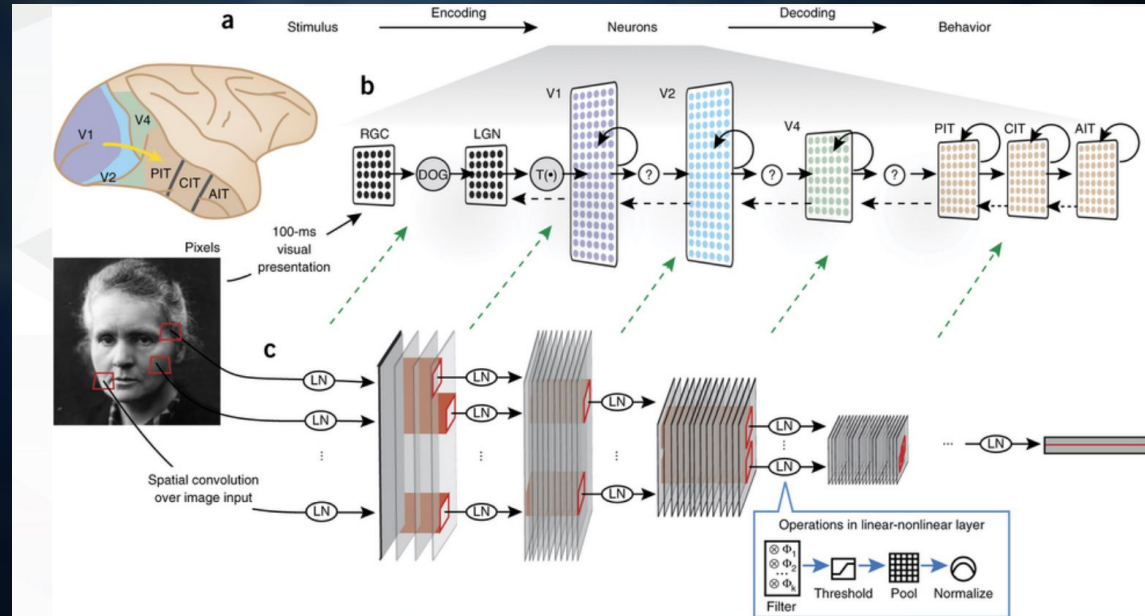 a
Stimulus
Encoding
Neurons
Decoding
Behavior
V1
V4
V2
PIT
CIT
AIT
b
RGC
DOG
LGN
T(•)
V1
?
V2
?
V4
?
PIT
CIT
AIT
100-ms
visual
presentation
Pixels
c
LN
LN
...
LN
Spatial convolution
over image input
LN
LN
...
LN
LN
...
LN
LN
...
LN
...
LN
Operations in linear-nonlinear layer
⊗ Φ1
⊗ Φ2
...
⊗ Φk
Filter
Threshold
Pool
Normalize